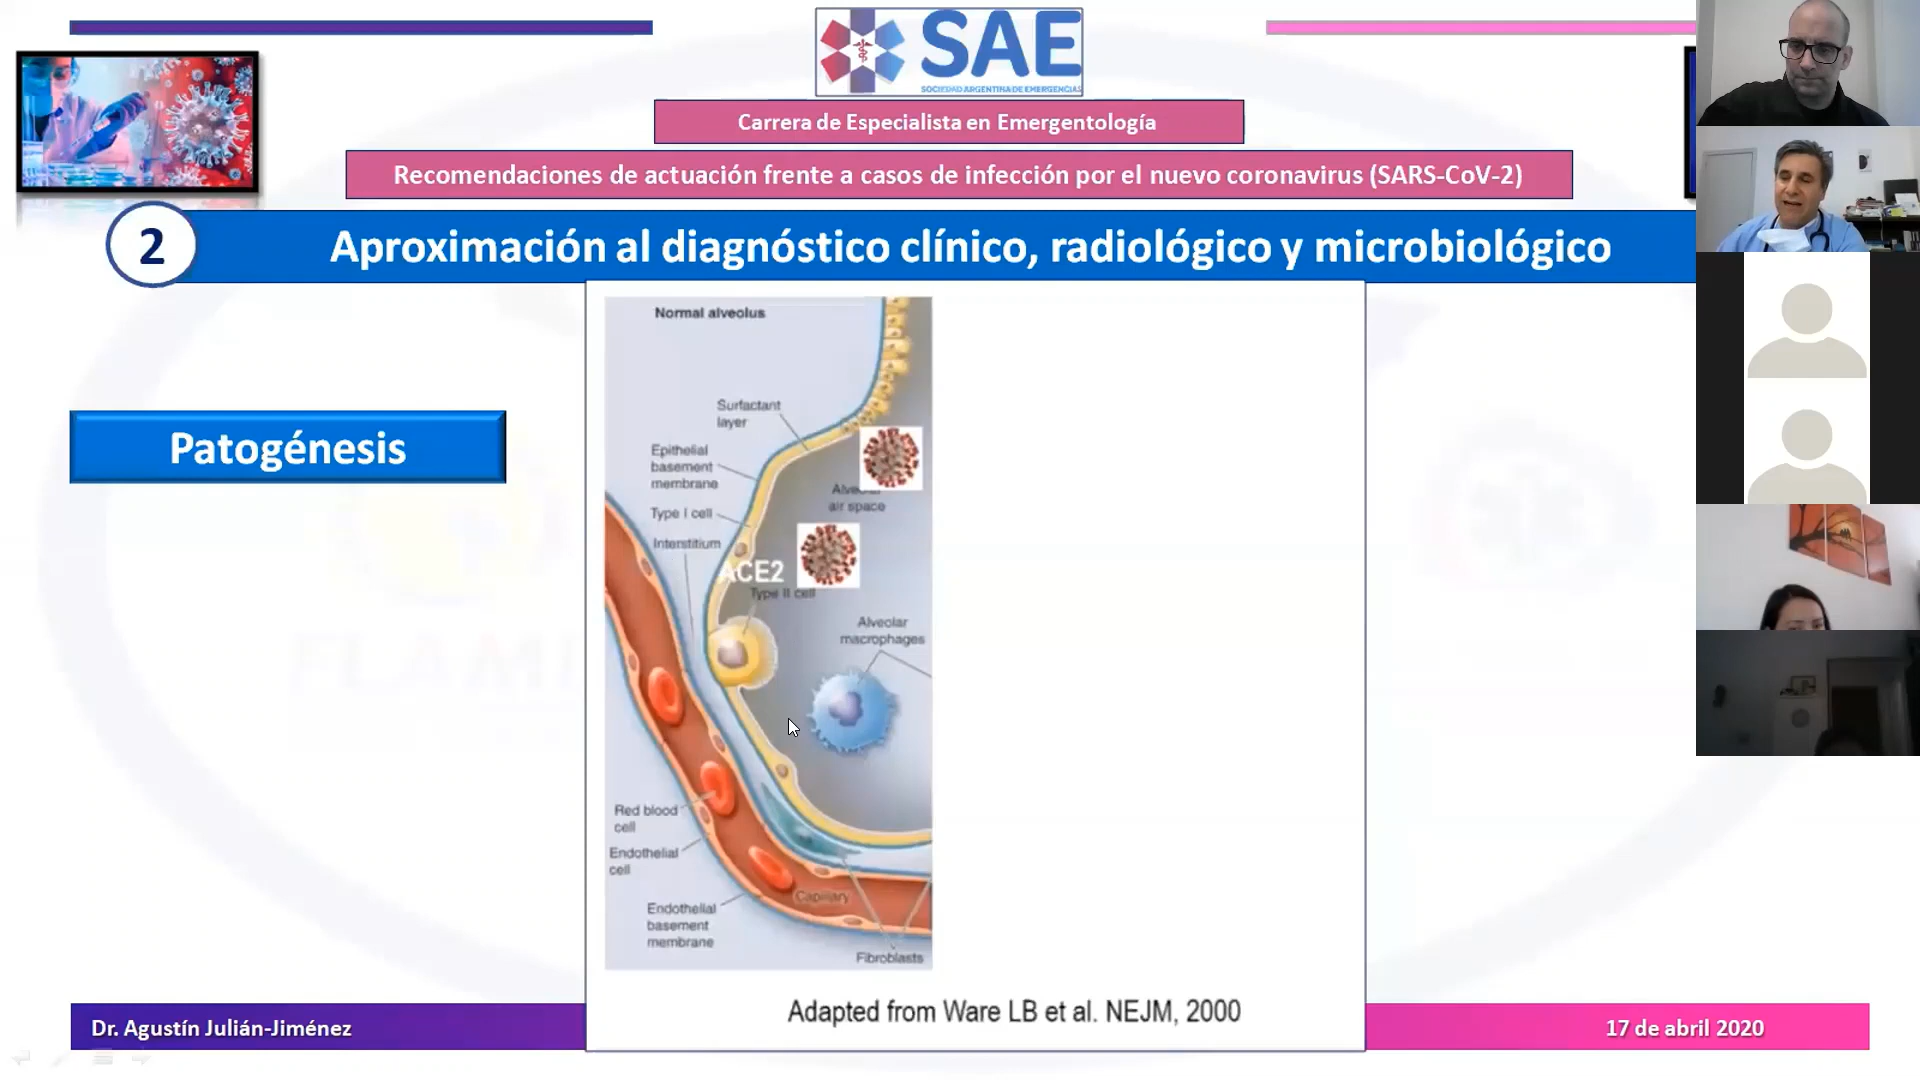 SAE
SOCIEDAD ARGENTINA DE EMERGENCIAS
Carrera de Especialista en Emergentología
Recomendaciones de actuación frente a casos de infección por el nuevo coronavirus (SARS-CoV-2)
2
Aproximación al diagnóstico clínico, radiológico y microbiológico
Patogénesis
Normal alveolus
Surfactant
layer
Epithelial
basement
membrane
air space
Type I cell
Interstitium
ACE2
Type II cell
Alveolar
macrophages
Red blood
cell
Endothelial
cell
Capillary
Endothelial
basement
membrane
Fibroblasts
Adapted from Ware LB et al. NEJM, 2000
Dr. Agustín Julián-Jiménez
17 de abril 2020